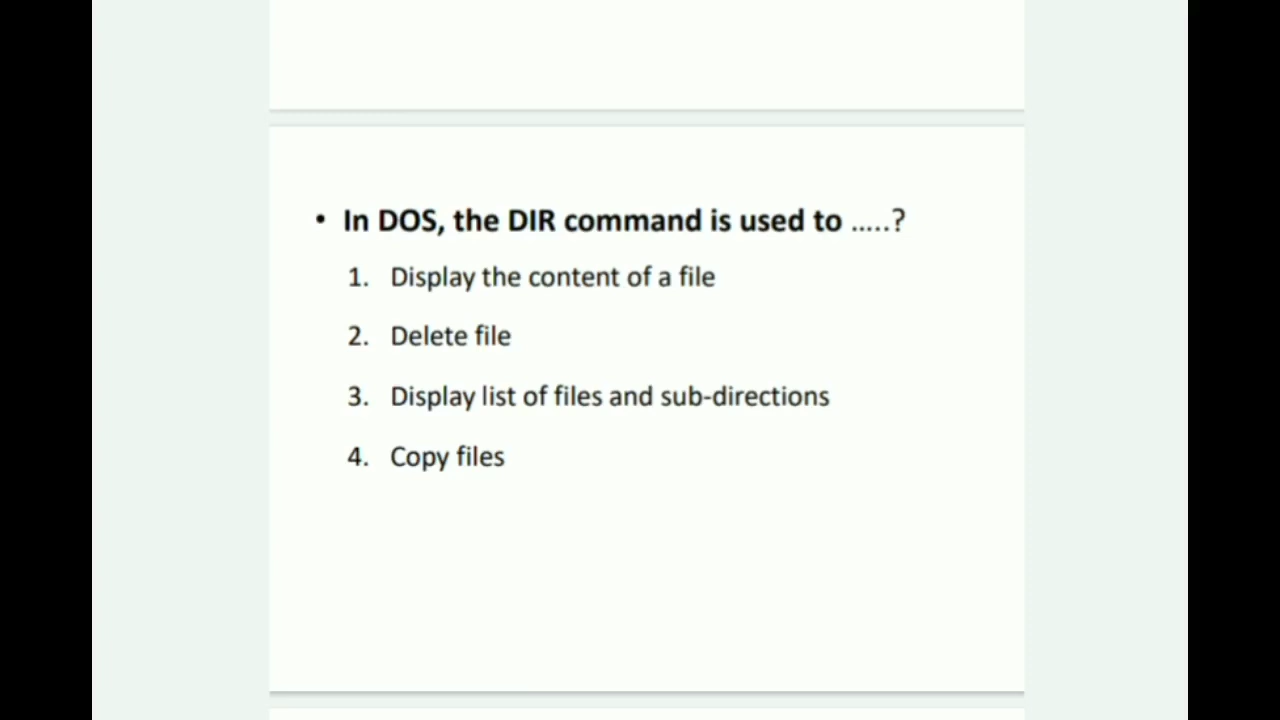 • In DOS, the DIR command is used to .....?
1. Display the content of a file
2. Delete file
3. Display list of files and sub-directions
4. Copy files